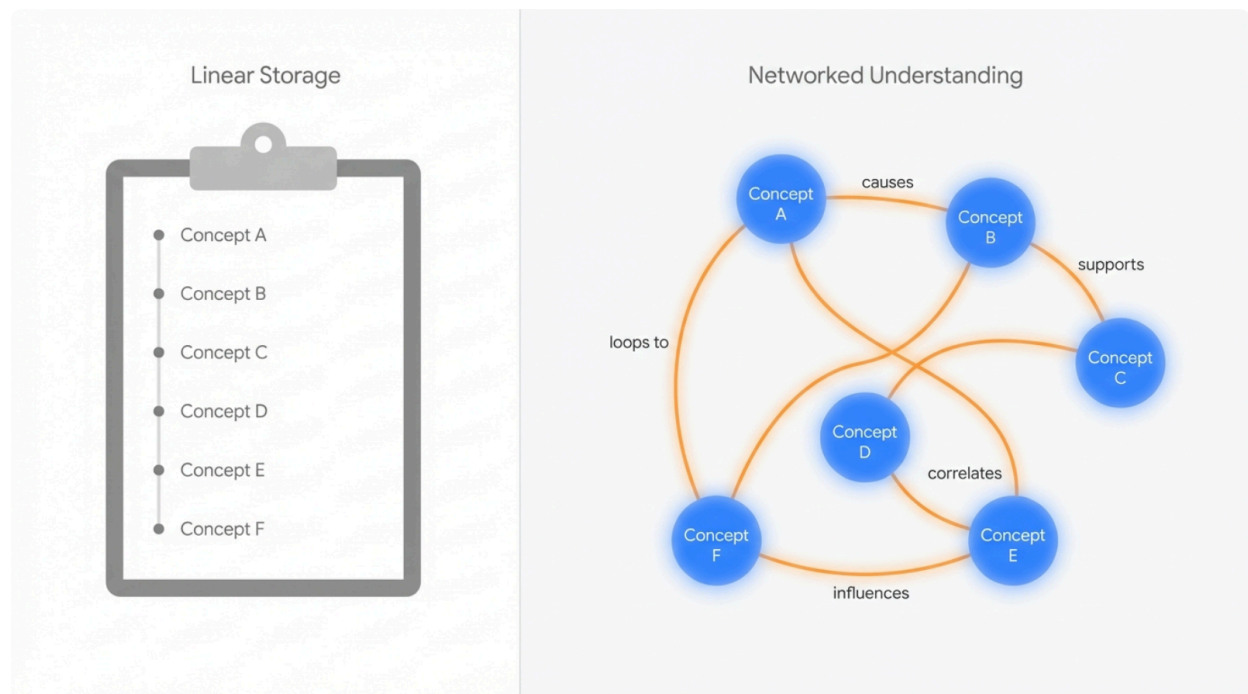 Linear Storage
Concept A
Concept B
Concept C
Concept D
Concept E
Concept F
Networked Understanding
Concept
A
causes
Concept
B
supports
loops to
Concept
C
Concept
D
correlates
Concept
F
Concept
E
influences